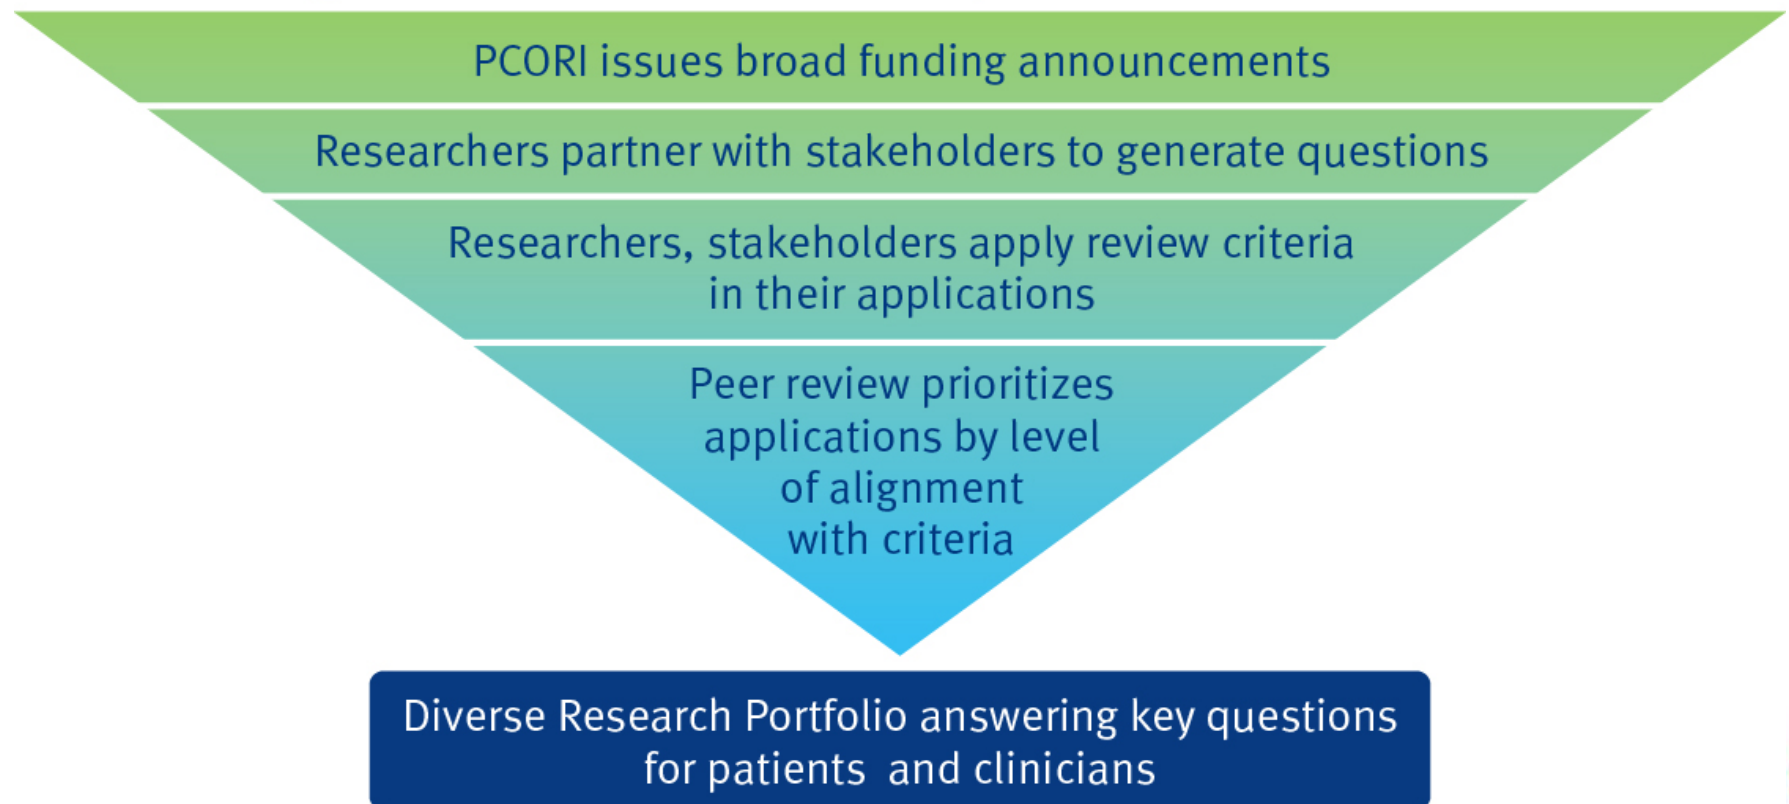 PCORI issues broad funding announcements
Researchers partner with stakeholders to generate questions
Researchers, stakeholders apply review criteria
in their applications
Peer review prioritizes
applications by level
of alignment
with criteria
Diverse Research Portfolio answering key questions
for patients  and clinicians